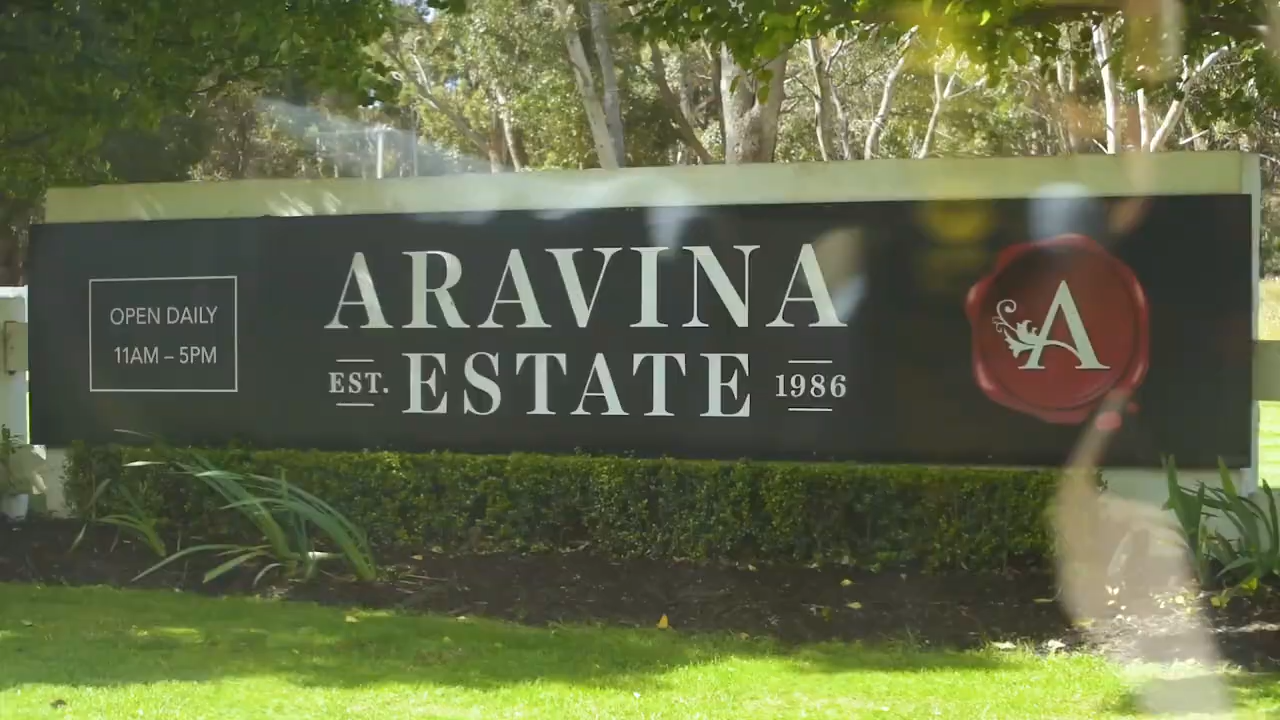 OPEN DAILY
11AM – 5PM
ARAVINA
EST. ESTATE 1986
A